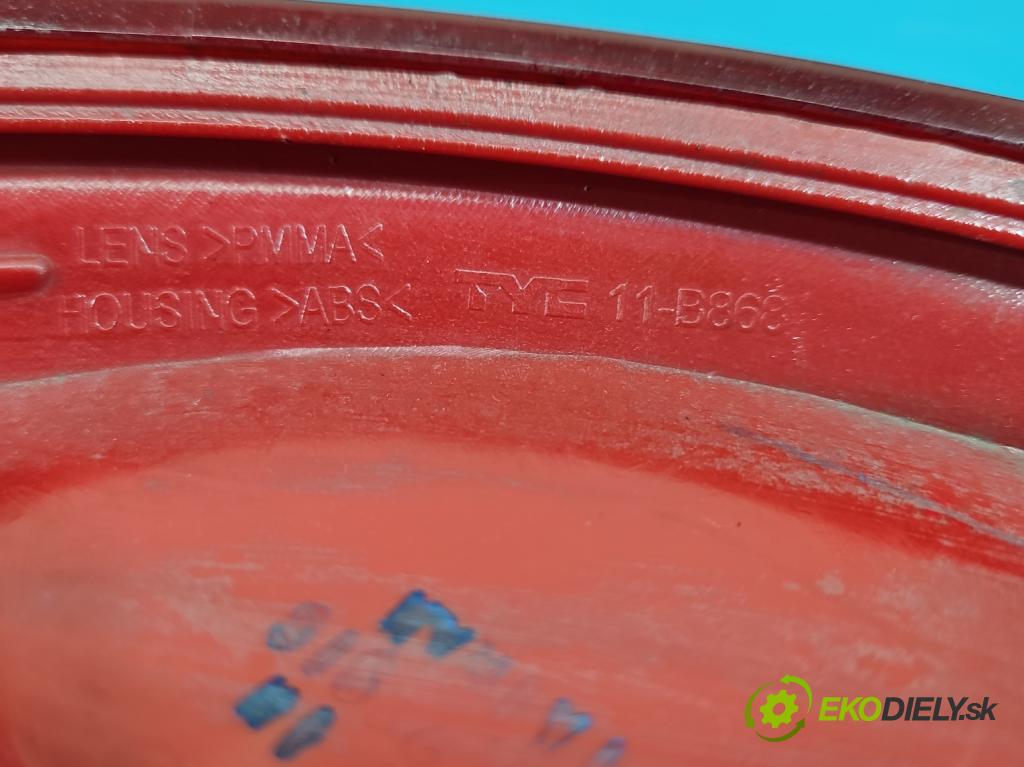 LENS >PMMA<
HOUSING >ABS< TYC 11-B868
EKODIELY.sk